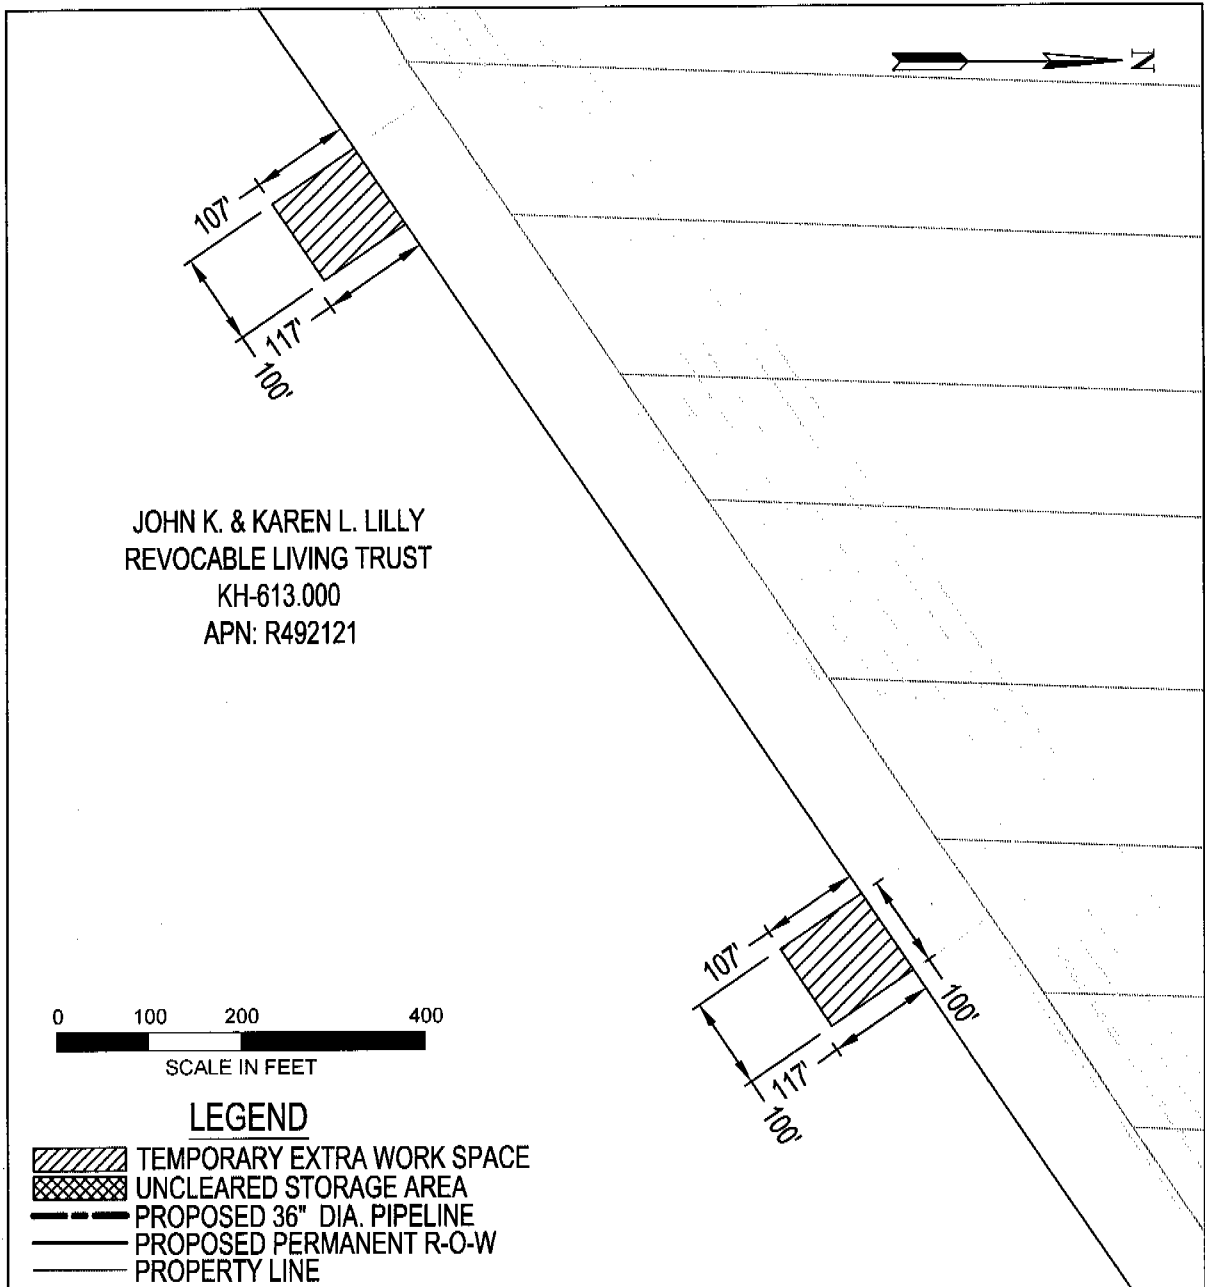 N
107'
117'
100'
JOHN K. & KAREN L. LILLY
REVOCABLE LIVING TRUST
KH-613.000
APN: R492121
107'
100'
117'
100'
0 100 200 400
SCALE IN FEET
LEGEND
TEMPORARY EXTRA WORK SPACE
UNCLEARED STORAGE AREA
PROPOSED 36" DIA. PIPELINE
PROPOSED PERMANENT R-O-W
PROPERTY LINE